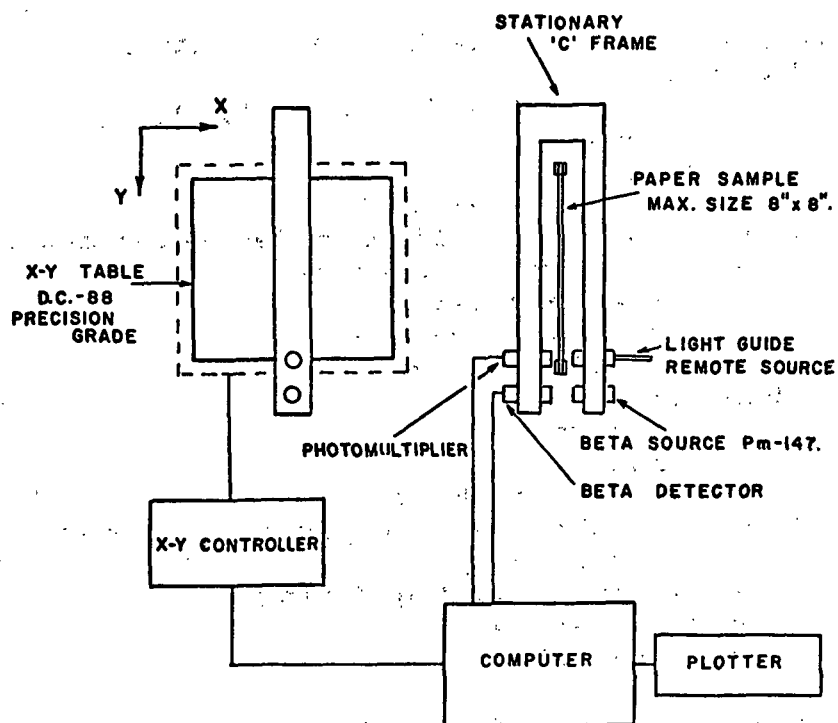 STATIONARY
'C' FRAME
X
Y
PAPER SAMPLE
MAX. SIZE 8"x 8".
X-Y TABLE
D.C.-88
PRECISION
GRADE
LIGHT GUIDE
REMOTE SOURCE
PHOTOMULTIPLIER
BETA SOURCE Pm-147.
BETA DETECTOR
X-Y CONTROLLER
COMPUTER
PLOTTER